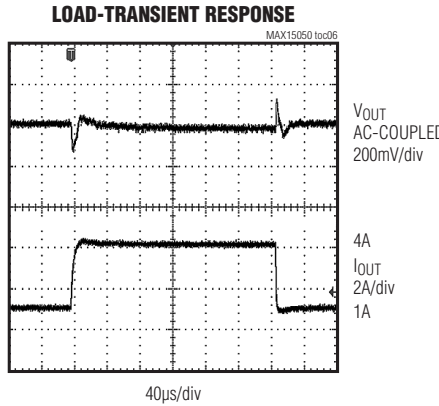 LOAD-TRANSIENT RESPONSE
MAX15050 toc06
VOUT
AC-COUPLED
200mV/div
4A
IOUT
2A/div
1A
40µs/div